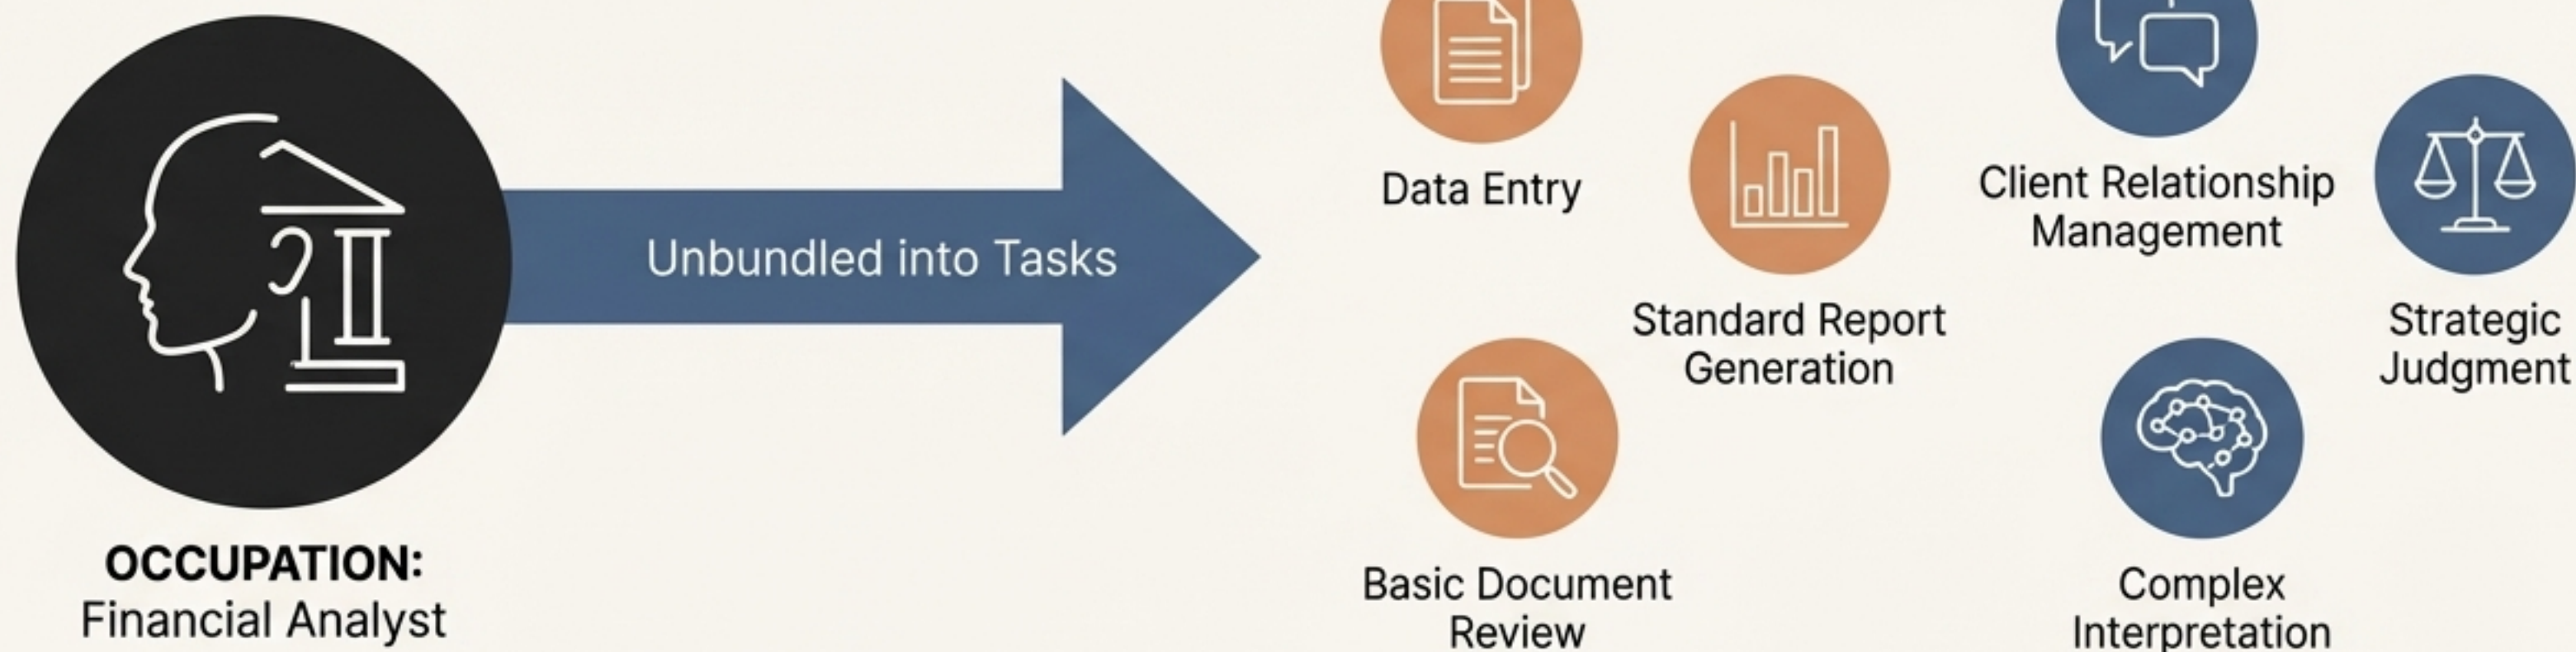 OCCUPATION:
Financial Analyst
Unbundled into Tasks
Data Entry
Standard Report
Generation
Basic Document
Review
Client Relationship
Management
Strategic
Judgment
Complex
Interpretation